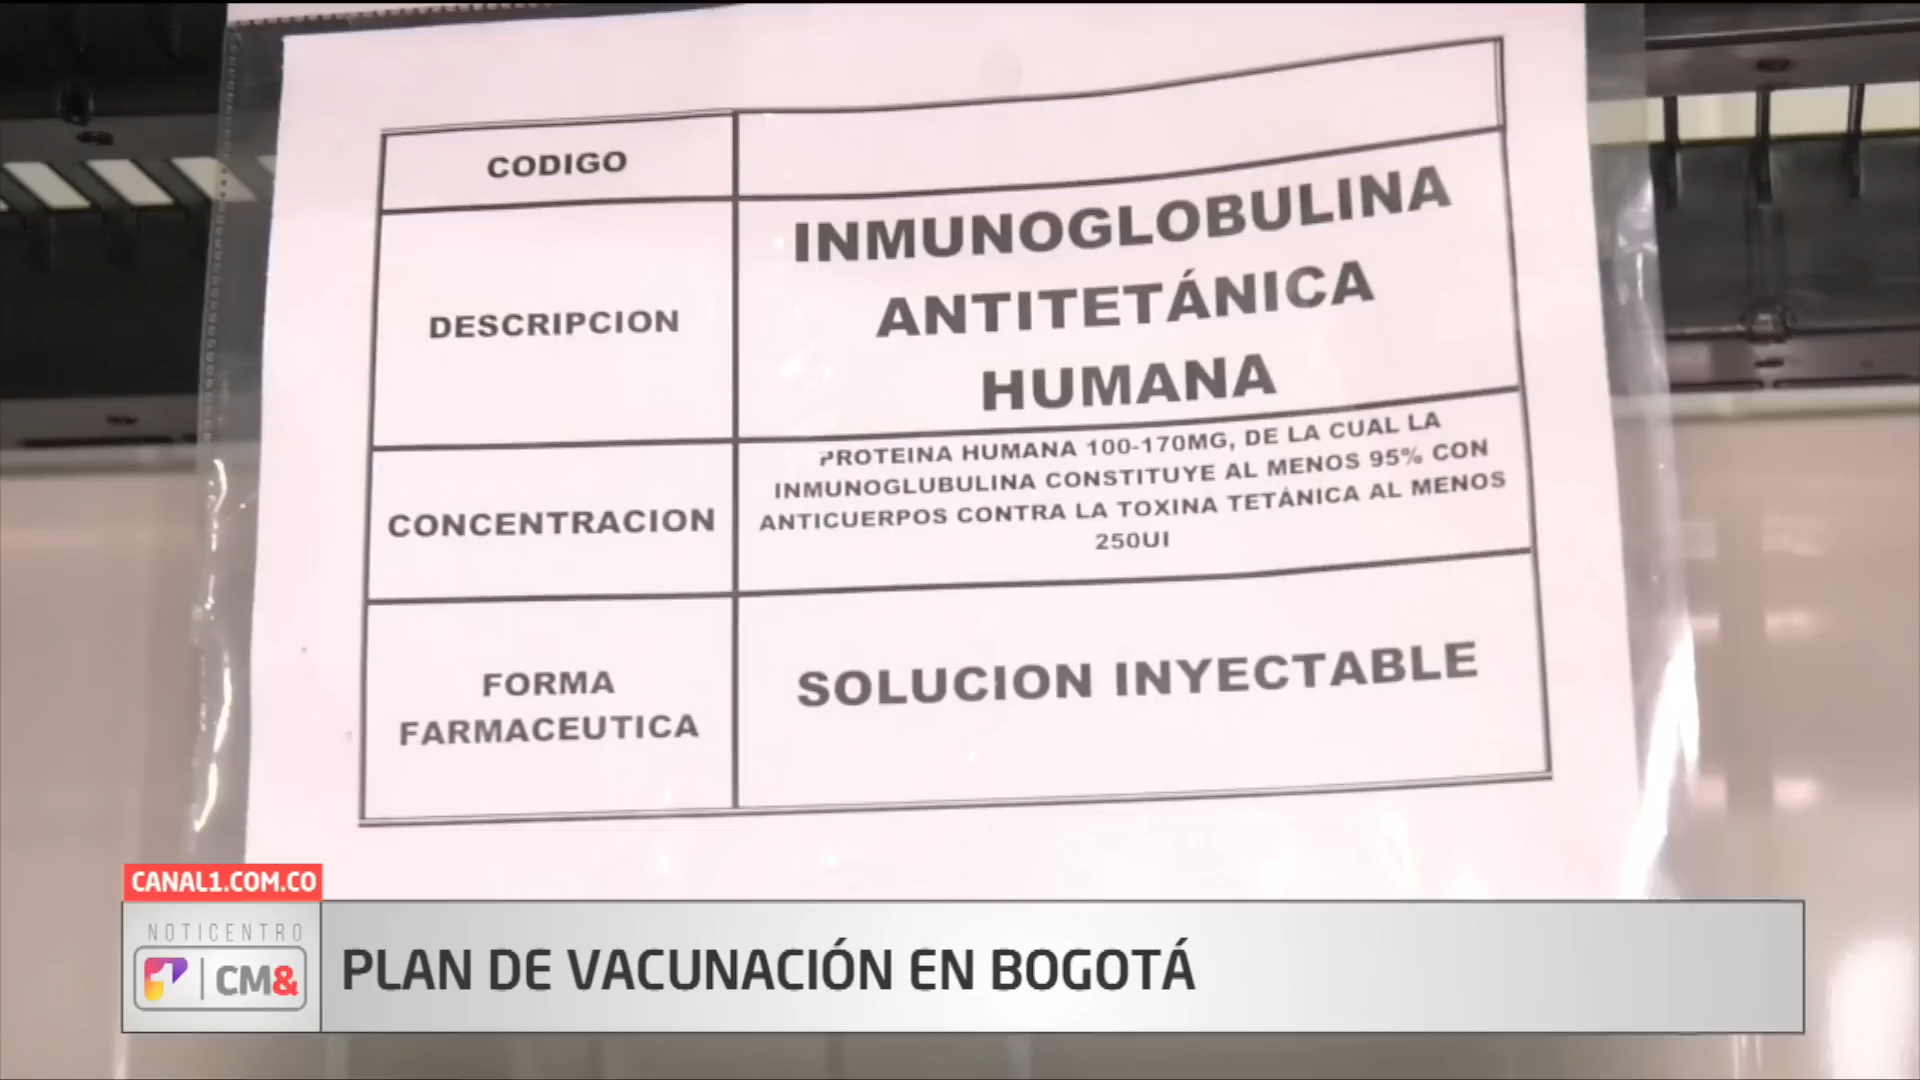 CODIGO
DESCRIPCION
INMUNOGLOBULINA
ANTITETÁNICA
HUMANA
CONCENTRACION
PROTEINA HUMANA 100-170MG, DE LA CUAL LA
INMUNOGLUBULINA CONSTITUYE AL MENOS 95% CON
ANTICUERPOS CONTRA LA TOXINA TETÁNICA AL MENOS
250UI
FORMA
FARMACEUTICA
SOLUCION INYECTABLE
CANAL1.COM.CO
NOTICENTRO
1 | CM&
PLAN DE VACUNACIÓN EN BOGOTÁ